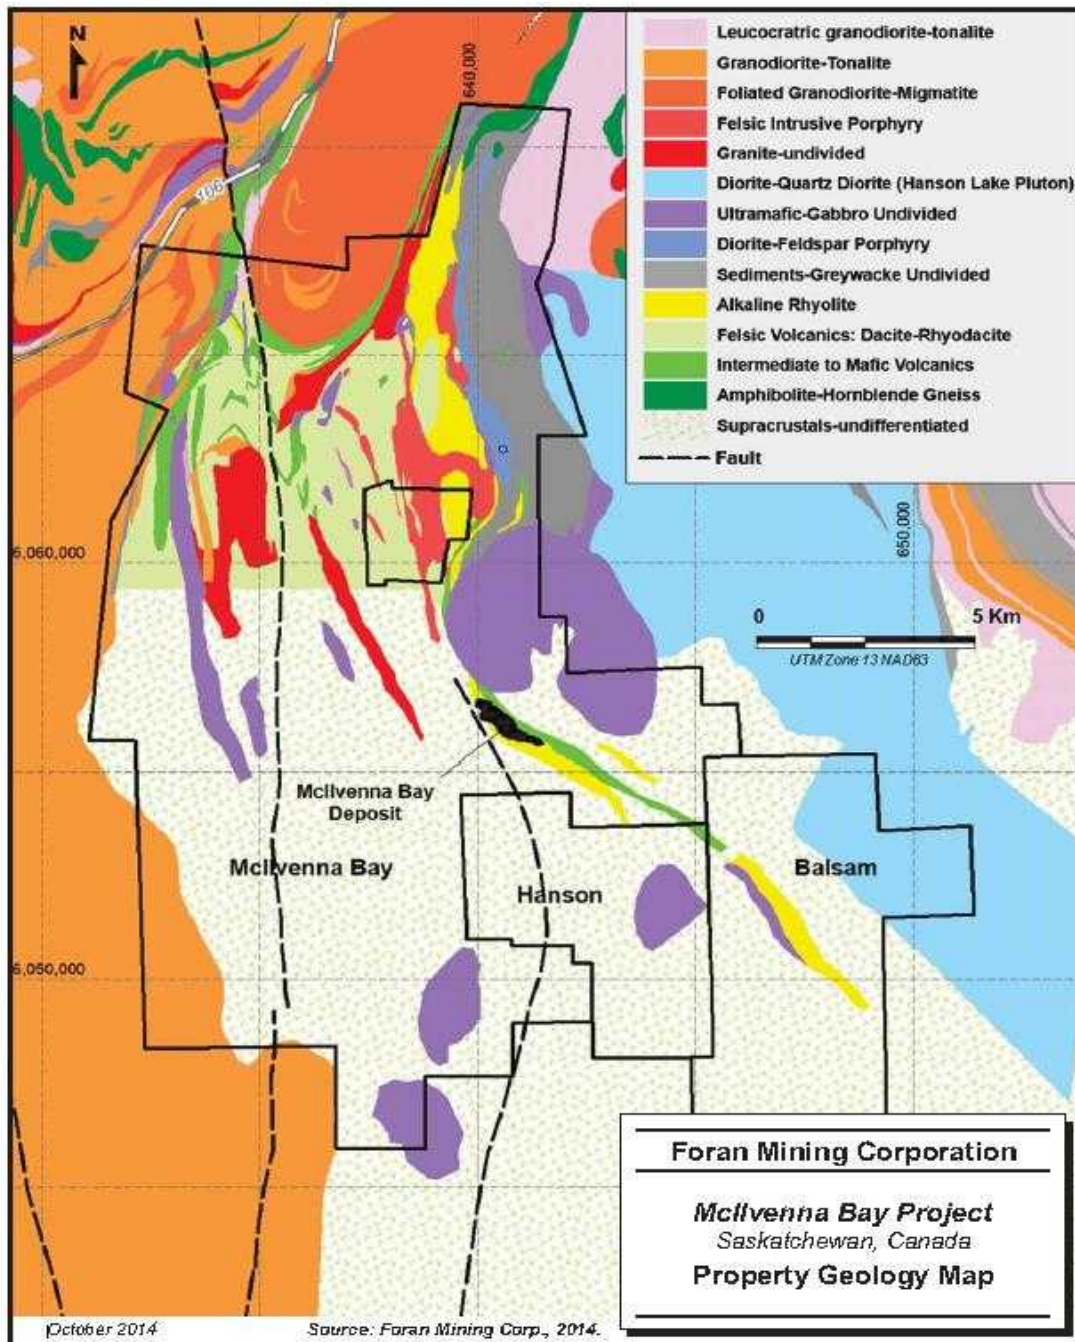 N
640,000
106
Leucocratric granodiorite-tonalite
Granodiorite-Tonalite
Foliated Granodiorite-Migmatite
Felsic Intrusive Porphyry
Granite-undivided
Diorite-Quartz Diorite (Hanson Lake Pluton)
Ultramafic-Gabbro Undivided
Diorite-Feldspar Porphyry
Sediments-Greywacke Undivided
Alkaline Rhyolite
Felsic Volcanics: Dacite-Rhyodacite
Intermediate to Mafic Volcanics
Amphibolite-Hornblende Gneiss
Supracrustals-undifferentiated
Fault
6,060,000
650,000
0 5 Km
UTM Zone 13 NAD83
McIlvenna Bay
Deposit
McIlvenna Bay
Hanson
Balsam
6,050,000
Foran Mining Corporation
McIlvenna Bay Project
Saskatchewan, Canada
Property Geology Map
October 2014
Source: Foran Mining Corp., 2014.